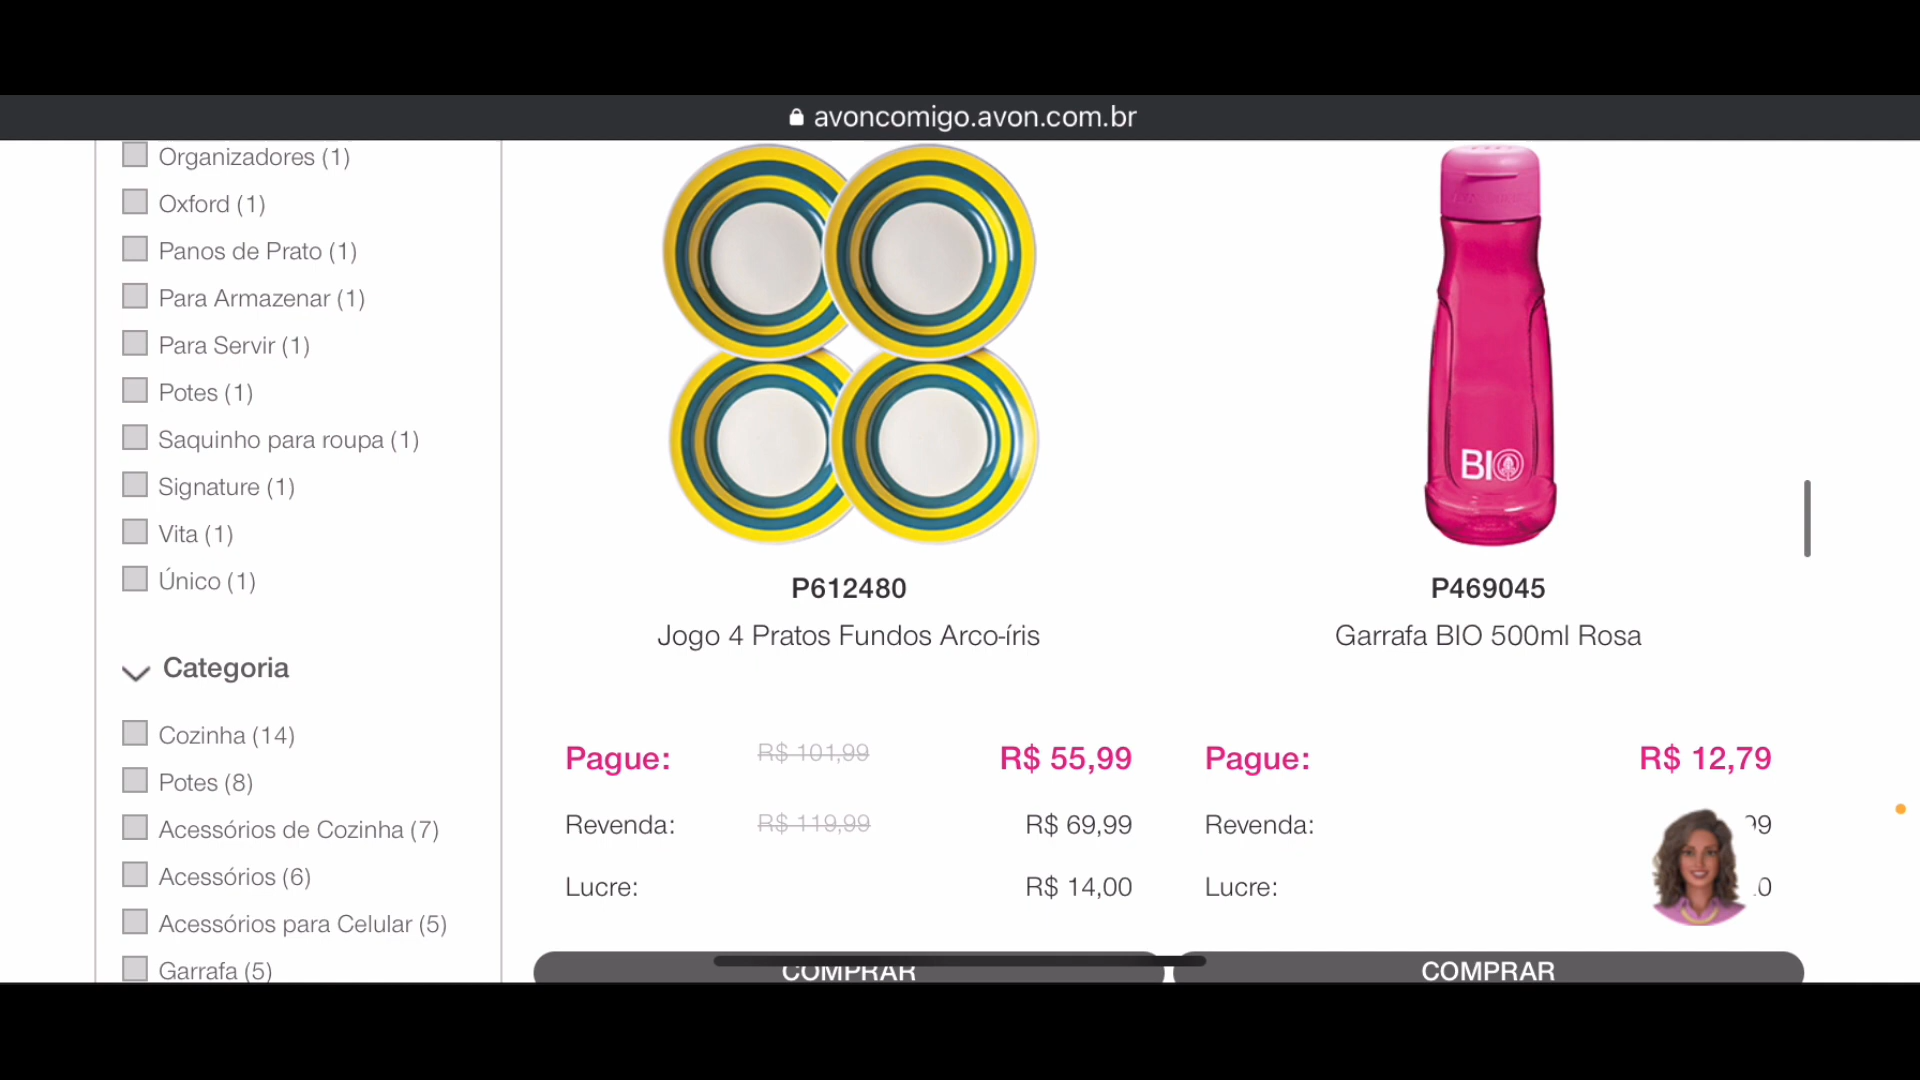 avoncomigo.avon.com.br
Organizadores (1)
Oxford (1)
Panos de Prato (1)
Para Armazenar (1)
Para Servir (1)
Potes (1)
Saquinho para roupa (1)
Signature (1)
Vita (1)
Único (1)
Categoria
Cozinha (14)
Potes (8)
Acessórios de Cozinha (7)
Acessórios (6)
Acessórios para Celular (5)
Garrafa (5)
P612480
Jogo 4 Pratos Fundos Arco-íris
Pague: R$ 101,99 R$ 55,99
Revenda: R$ 119,99 R$ 69,99
Lucre: R$ 14,00
COMPRAR
BIO
P469045
Garrafa BIO 500ml Rosa
Pague: R$ 12,79
Revenda:
Lucre:
COMPRAR